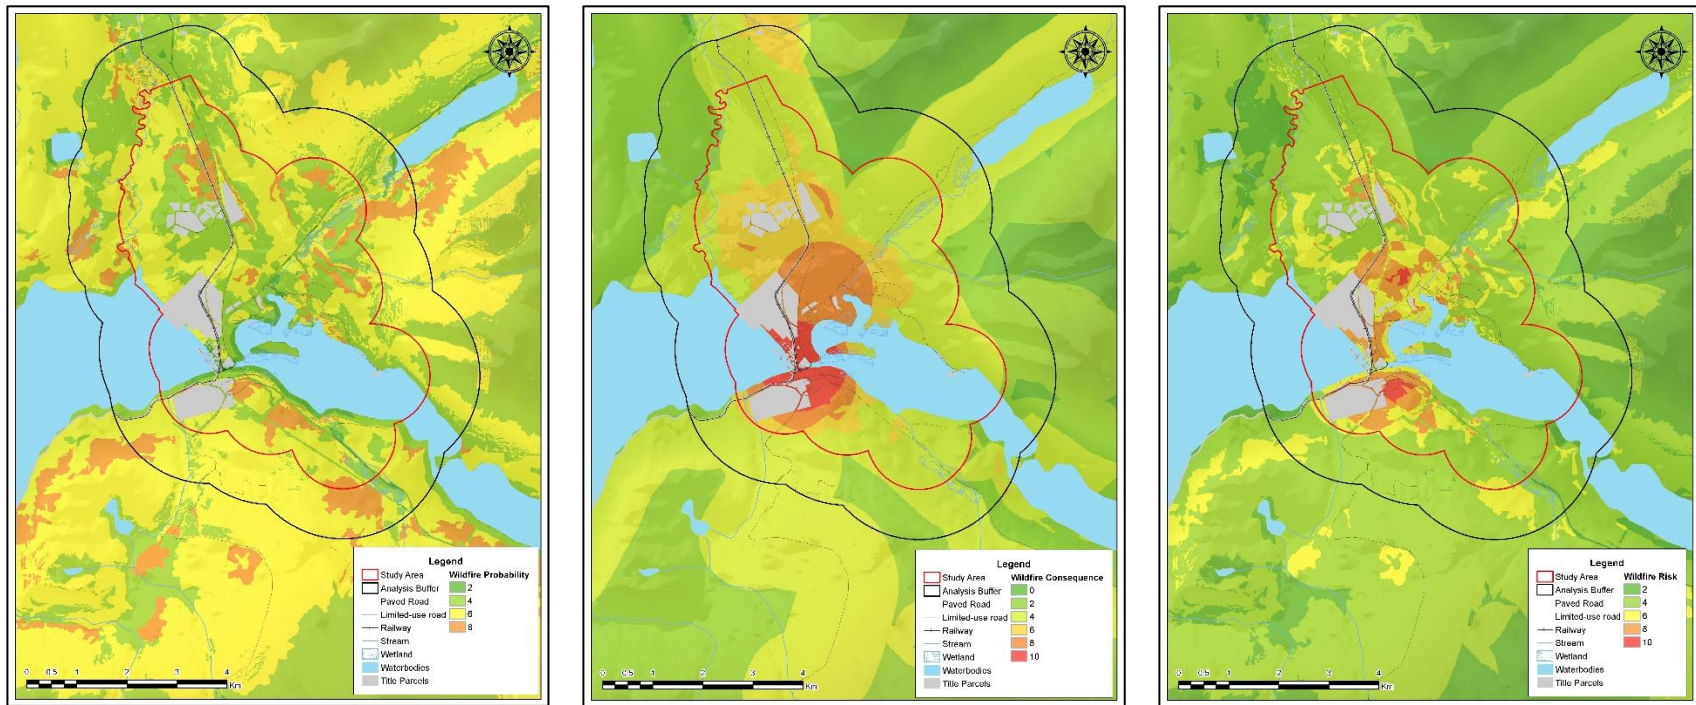 Legend
Study Area
Wildfire Probability
Analysis Buffer
2
Paved Road
4
Limited-use road
6
Railway
8
Stream
Wetland
Waterbodies
Title Parcels
0 0.5 1 2 3 4
Km
Legend
Study Area
Wildfire Consequence
Analysis Buffer
0
Paved Road
2
Limited-use road
4
Railway
6
Stream
8
Wetland
10
Waterbodies
Title Parcels
0 0.5 1 2 3 4
Km
Legend
Study Area
Wildfire Risk
Analysis Buffer
2
Paved Road
4
Limited-use road
6
Railway
8
Stream
10
Wetland
Waterbodies
Title Parcels
0 0.5 1 2 3 4
Km